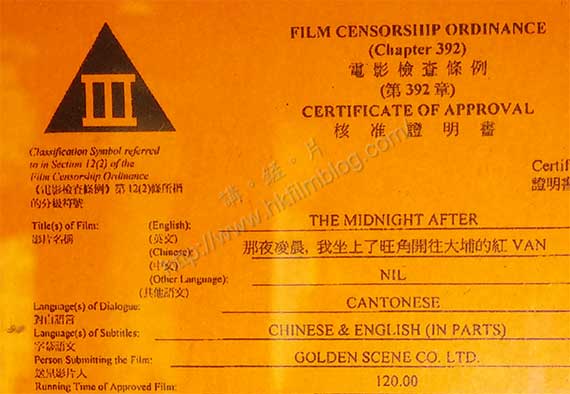 FILM CENSORSHIP ORDINANCE
(Chapter 392)
電影檢查條例
(第 392 章)
CERTIFICATE OF APPROVAL
核准證明書
III
Classification Symbol referred
to in Section 12(2) of the
Film Censorship Ordinance
《電影檢查條例》第 12(2)條所指
的分級符號
Certif
證明書
Title(s) of Film: (English): THE MIDNIGHT AFTER
影片名稱 (英文)
(Chinese): 那夜凌晨, 我坐上了旺角開往大埔的紅 VAN
(中文)
(Other Language): NIL
(其他語文)
Language(s) of Dialogue: CANTONESE
對白語言
Language(s) of Subtitles: CHINESE & ENGLISH (IN PARTS)
字幕語文
Person Submitting the Film: GOLDEN SCENE CO. LTD.
送呈影片人
Running Time of Approved Film: 120.00
講·經·片
http://www.hkfilmblog.com/